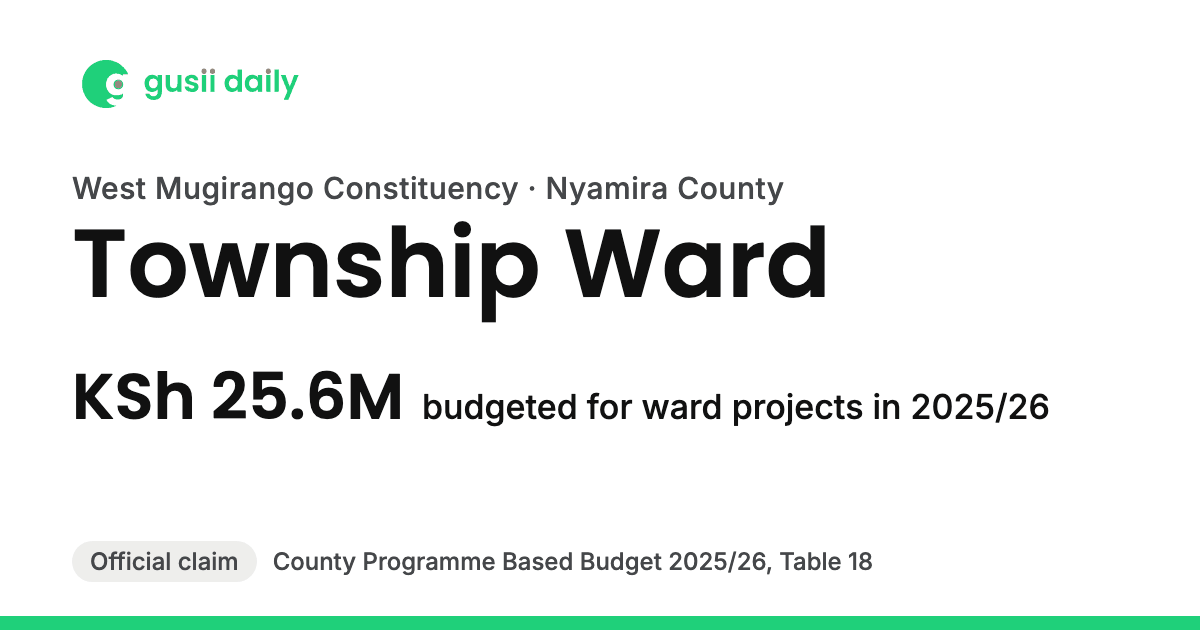 gusii daily
West Mugirango Constituency · Nyamira County
Township Ward
KSh 25.6M budgeted for ward projects in 2025/26
Official claim County Programme Based Budget 2025/26, Table 18